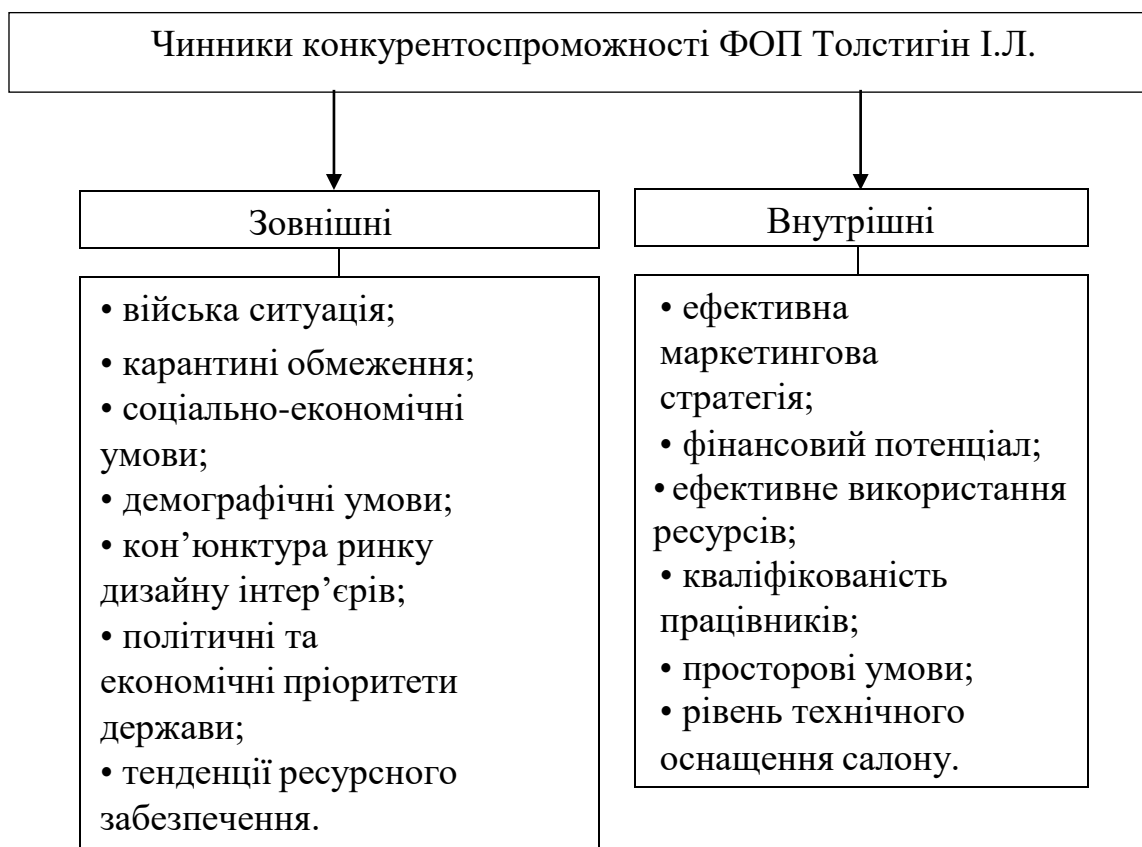 Чинники конкурентоспроможності ФОП Толстигін І.Л.
Зовнішні
• війська ситуація;
• карантині обмеження;
• соціально-економічні
умови;
• демографічні умови;
• кон’юнктура ринку
дизайну інтер’єрів;
• політичні та
економічні пріоритети
держави;
• тенденції ресурсного
забезпечення.
Внутрішні
• ефективна
маркетингова
стратегія;
• фінансовий потенціал;
• ефективне використання
ресурсів;
• кваліфікованість
працівників;
• просторові умови;
• рівень технічного
оснащення салону.